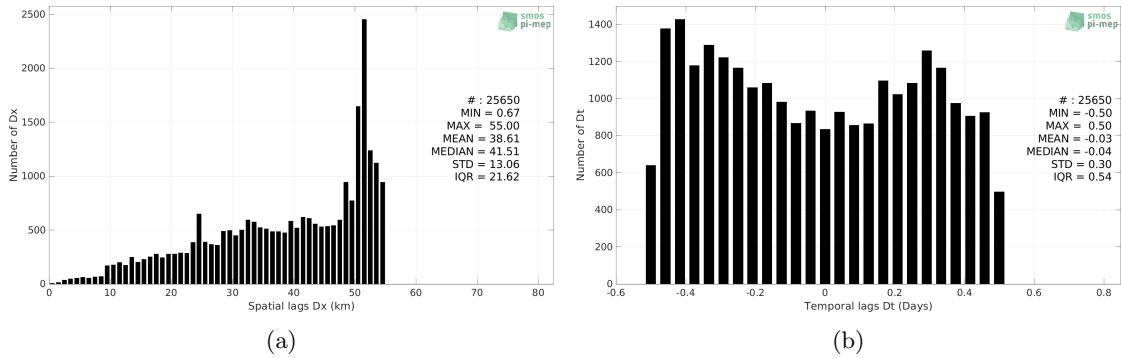 2500
2000
1500
1000
500
0
0 10 20 30 40 50 60 70 80
Number of Dx
Spatial lags Dx (km)
smos
pi-mep
# : 25650
MIN = 0.67
MAX = 55.00
MEAN = 38.61
MEDIAN = 41.51
STD = 13.06
IQR = 21.62
(a)
1400
1200
1000
800
600
400
200
0
-0.6 -0.4 -0.2 0 0.2 0.4 0.6 0.8
Number of Dt
Temporal lags Dt (Days)
smos
pi-mep
# : 25650
MIN = -0.50
MAX = 0.50
MEAN = -0.03
MEDIAN = -0.04
STD = 0.30
IQR = 0.54
(b)